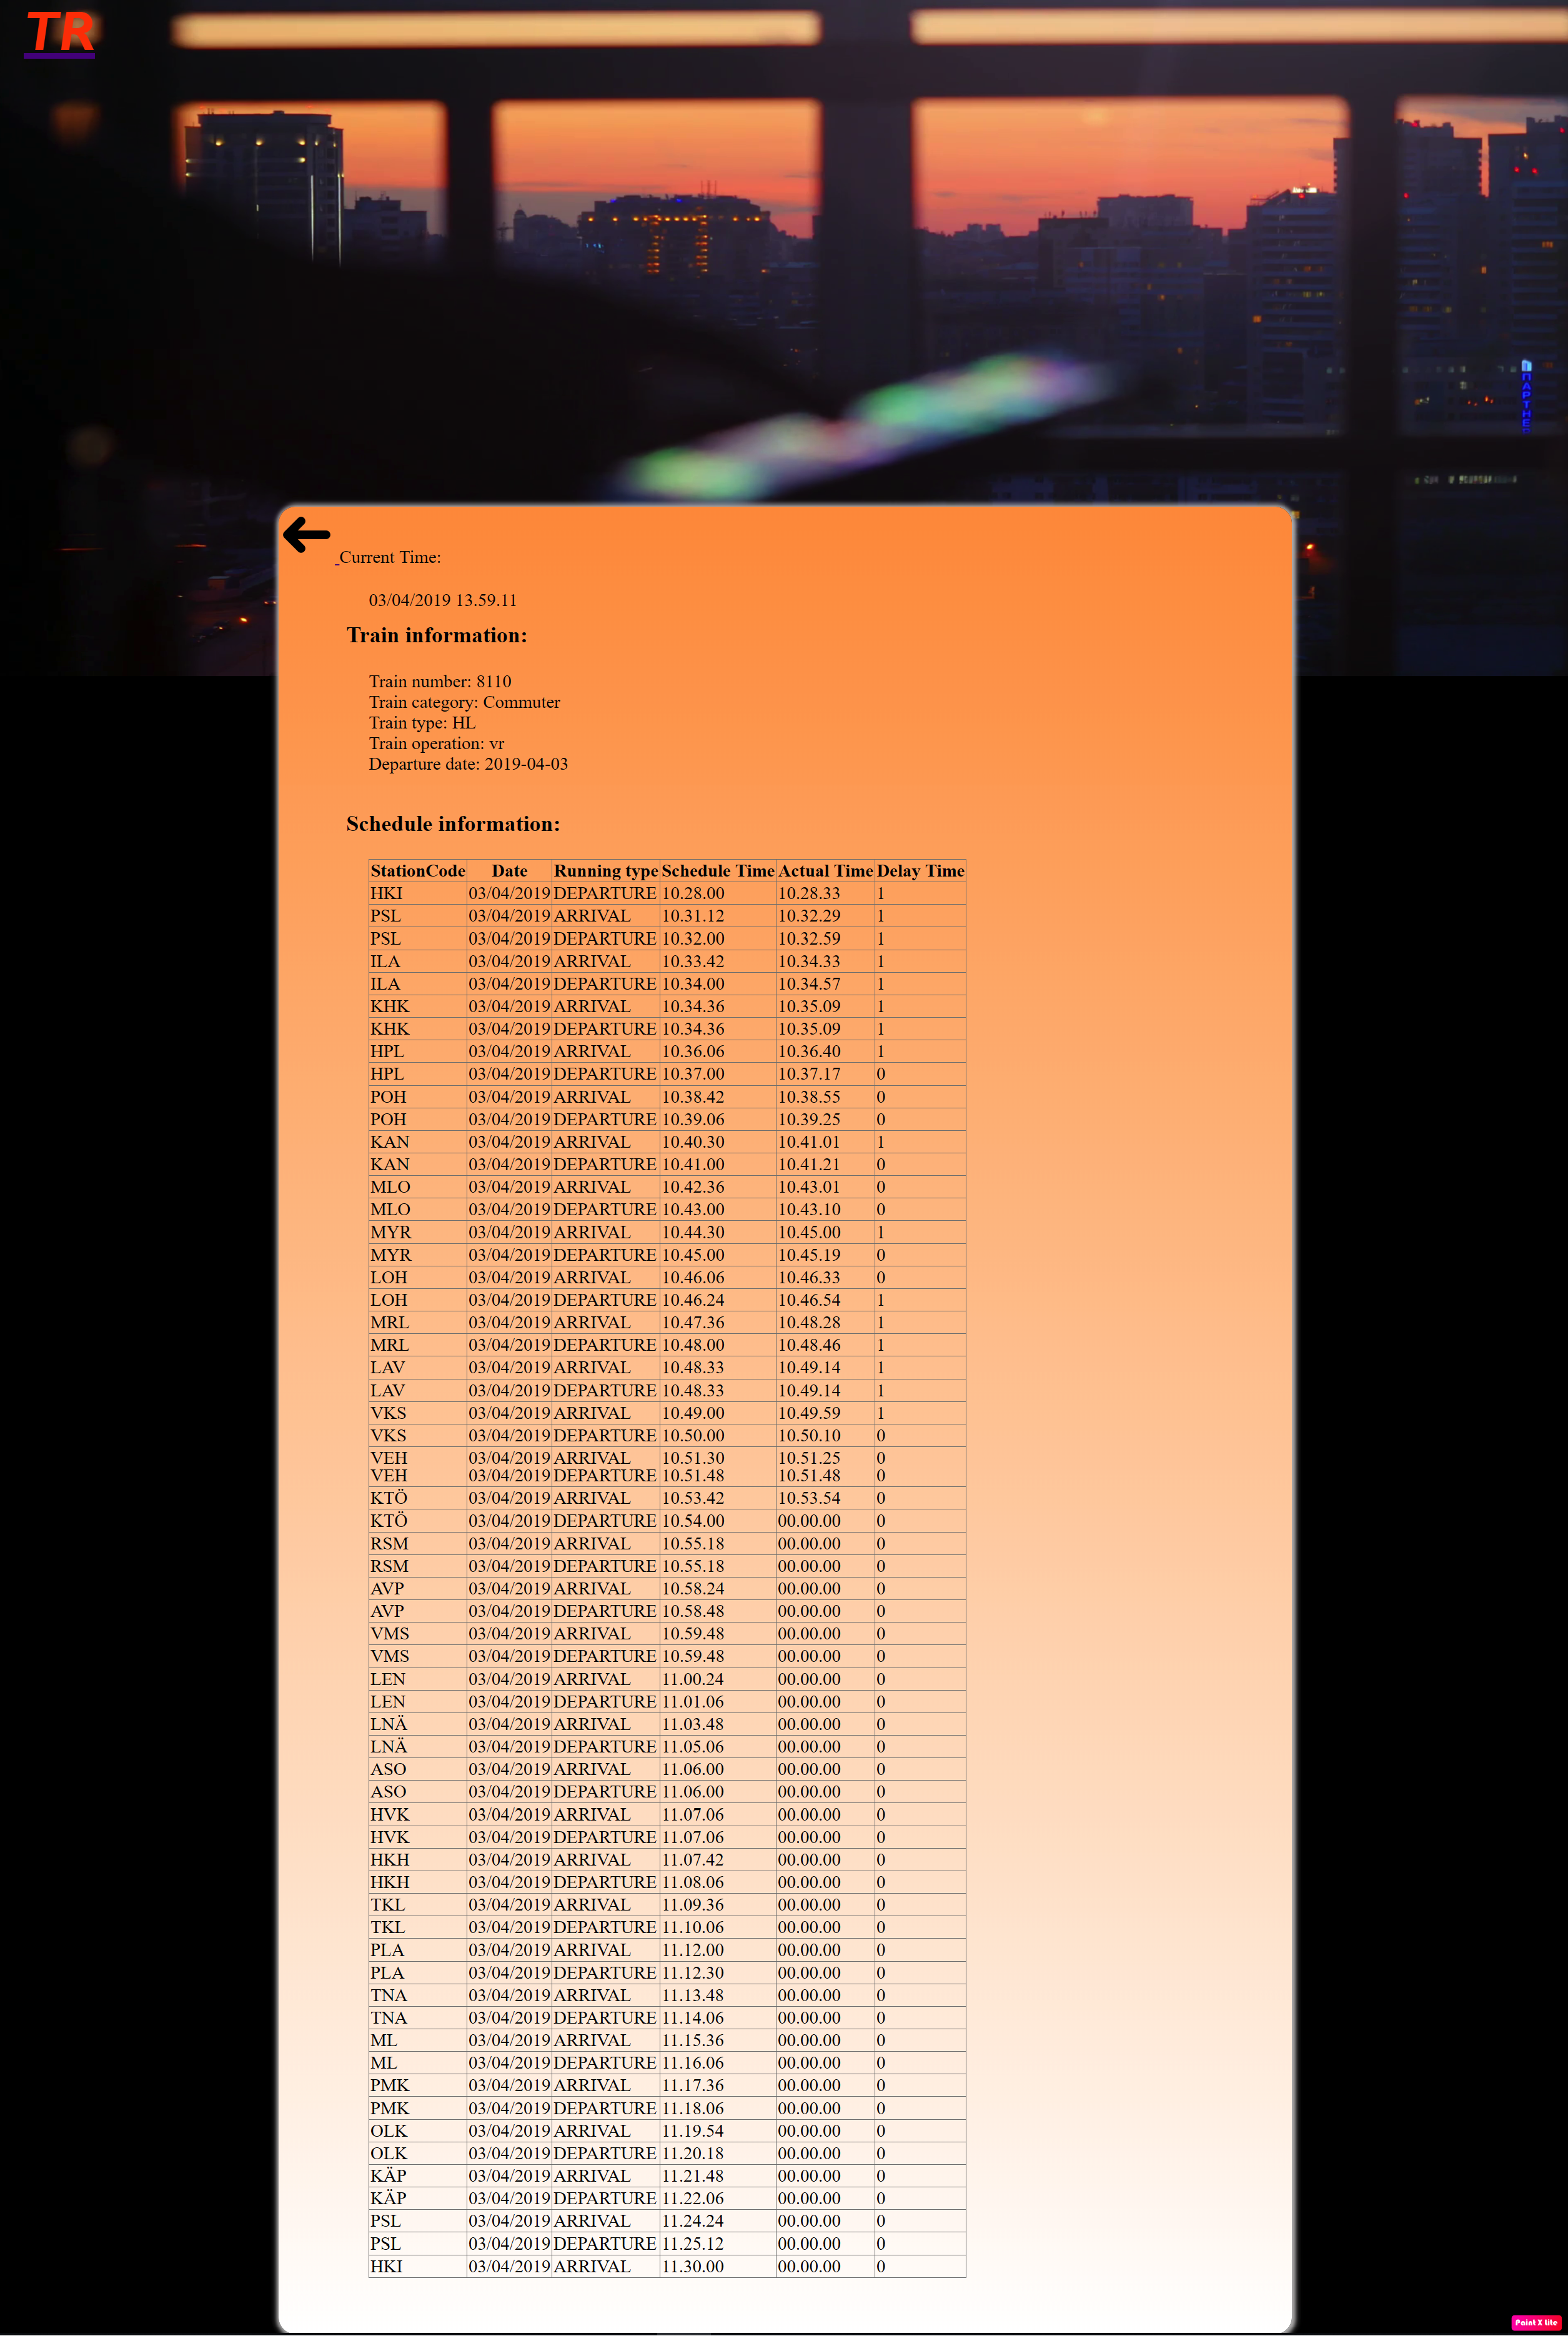 TR
ПАРТНЕ
Current Time:
03/04/2019 13.59.11
Train information:
Train number: 8110
Train category: Commuter
Train type: HL
Train operation: vr
Departure date: 2019-04-03
Schedule information:
StationCode Date Running type Schedule Time Actual Time Delay Time
HKI 03/04/2019 DEPARTURE 10.28.00 10.28.33 1
PSL 03/04/2019 ARRIVAL 10.31.12 10.32.29 1
PSL 03/04/2019 DEPARTURE 10.32.00 10.32.59 1
ILA 03/04/2019 ARRIVAL 10.33.42 10.34.33 1
ILA 03/04/2019 DEPARTURE 10.34.00 10.34.57 1
KHK 03/04/2019 ARRIVAL 10.34.36 10.35.09 1
KHK 03/04/2019 DEPARTURE 10.34.36 10.35.09 1
HPL 03/04/2019 ARRIVAL 10.36.06 10.36.40 1
HPL 03/04/2019 DEPARTURE 10.37.00 10.37.17 0
POH 03/04/2019 ARRIVAL 10.38.42 10.38.55 0
POH 03/04/2019 DEPARTURE 10.39.06 10.39.25 0
KAN 03/04/2019 ARRIVAL 10.40.30 10.41.01 1
KAN 03/04/2019 DEPARTURE 10.41.00 10.41.21 0
MLO 03/04/2019 ARRIVAL 10.42.36 10.43.01 0
MLO 03/04/2019 DEPARTURE 10.43.00 10.43.10 0
MYR 03/04/2019 ARRIVAL 10.44.30 10.45.00 1
MYR 03/04/2019 DEPARTURE 10.45.00 10.45.19 0
LOH 03/04/2019 ARRIVAL 10.46.06 10.46.33 0
LOH 03/04/2019 DEPARTURE 10.46.24 10.46.54 1
MRL 03/04/2019 ARRIVAL 10.47.36 10.48.28 1
MRL 03/04/2019 DEPARTURE 10.48.00 10.48.46 1
LAV 03/04/2019 ARRIVAL 10.48.33 10.49.14 1
LAV 03/04/2019 DEPARTURE 10.48.33 10.49.14 1
VKS 03/04/2019 ARRIVAL 10.49.00 10.49.59 1
VKS 03/04/2019 DEPARTURE 10.50.00 10.50.10 0
VEH 03/04/2019 ARRIVAL 10.51.30 10.51.25 0
VEH 03/04/2019 DEPARTURE 10.51.48 10.51.48 0
KTÖ 03/04/2019 ARRIVAL 10.53.42 10.53.54 0
KTÖ 03/04/2019 DEPARTURE 10.54.00 00.00.00 0
RSM 03/04/2019 ARRIVAL 10.55.18 00.00.00 0
RSM 03/04/2019 DEPARTURE 10.55.18 00.00.00 0
AVP 03/04/2019 ARRIVAL 10.58.24 00.00.00 0
AVP 03/04/2019 DEPARTURE 10.58.48 00.00.00 0
VMS 03/04/2019 ARRIVAL 10.59.48 00.00.00 0
VMS 03/04/2019 DEPARTURE 10.59.48 00.00.00 0
LEN 03/04/2019 ARRIVAL 11.00.24 00.00.00 0
LEN 03/04/2019 DEPARTURE 11.01.06 00.00.00 0
LNÄ 03/04/2019 ARRIVAL 11.03.48 00.00.00 0
LNÄ 03/04/2019 DEPARTURE 11.05.06 00.00.00 0
ASO 03/04/2019 ARRIVAL 11.06.00 00.00.00 0
ASO 03/04/2019 DEPARTURE 11.06.00 00.00.00 0
HVK 03/04/2019 ARRIVAL 11.07.06 00.00.00 0
HVK 03/04/2019 DEPARTURE 11.07.06 00.00.00 0
HKH 03/04/2019 ARRIVAL 11.07.42 00.00.00 0
HKH 03/04/2019 DEPARTURE 11.08.06 00.00.00 0
TKL 03/04/2019 ARRIVAL 11.09.36 00.00.00 0
TKL 03/04/2019 DEPARTURE 11.10.06 00.00.00 0
PLA 03/04/2019 ARRIVAL 11.12.00 00.00.00 0
PLA 03/04/2019 DEPARTURE 11.12.30 00.00.00 0
TNA 03/04/2019 ARRIVAL 11.13.48 00.00.00 0
TNA 03/04/2019 DEPARTURE 11.14.06 00.00.00 0
ML 03/04/2019 ARRIVAL 11.15.36 00.00.00 0
ML 03/04/2019 DEPARTURE 11.16.06 00.00.00 0
PMK 03/04/2019 ARRIVAL 11.17.36 00.00.00 0
PMK 03/04/2019 DEPARTURE 11.18.06 00.00.00 0
OLK 03/04/2019 ARRIVAL 11.19.54 00.00.00 0
OLK 03/04/2019 DEPARTURE 11.20.18 00.00.00 0
KÄP 03/04/2019 ARRIVAL 11.21.48 00.00.00 0
KÄP 03/04/2019 DEPARTURE 11.22.06 00.00.00 0
PSL 03/04/2019 ARRIVAL 11.24.24 00.00.00 0
PSL 03/04/2019 DEPARTURE 11.25.12 00.00.00 0
HKI 03/04/2019 ARRIVAL 11.30.00 00.00.00 0
Paint X Lite